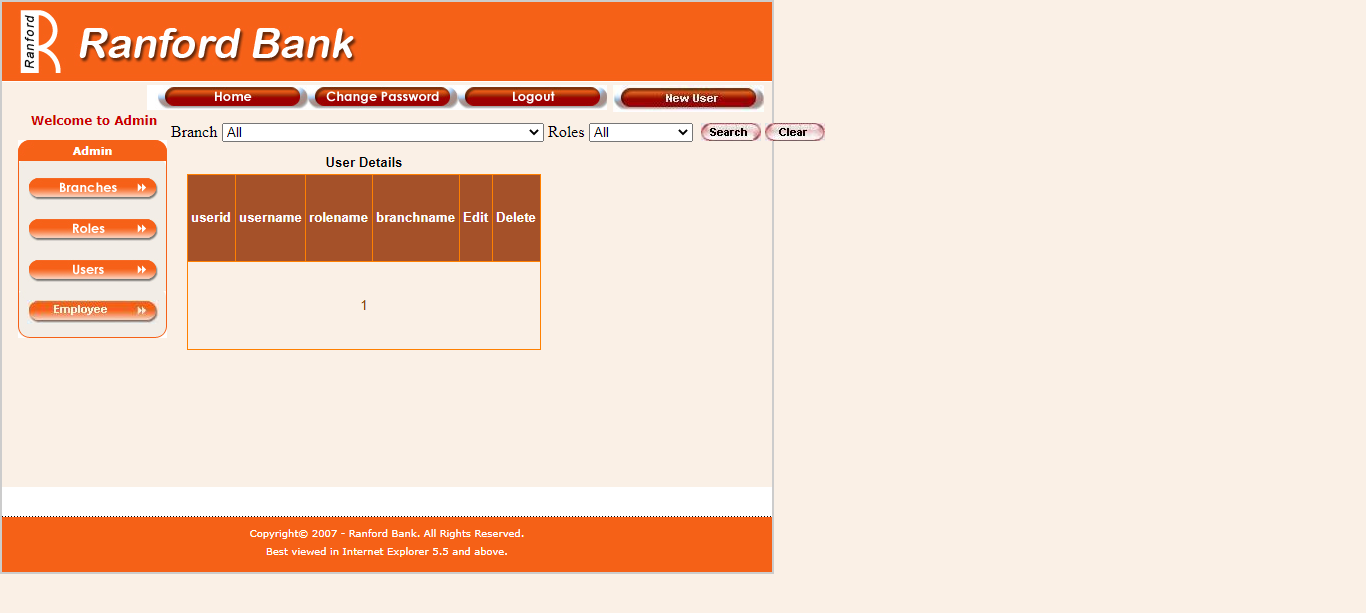 Ranford
Ranford Bank
Home Change Password Logout New User
Welcome to Admin
Branch All Roles All Search Clear
Admin
User Details
Branches
userid username rolename branchname Edit Delete
Roles
Users
Employee
1
Copyright© 2007 - Ranford Bank. All Rights Reserved.
Best viewed in Internet Explorer 5.5 and above.